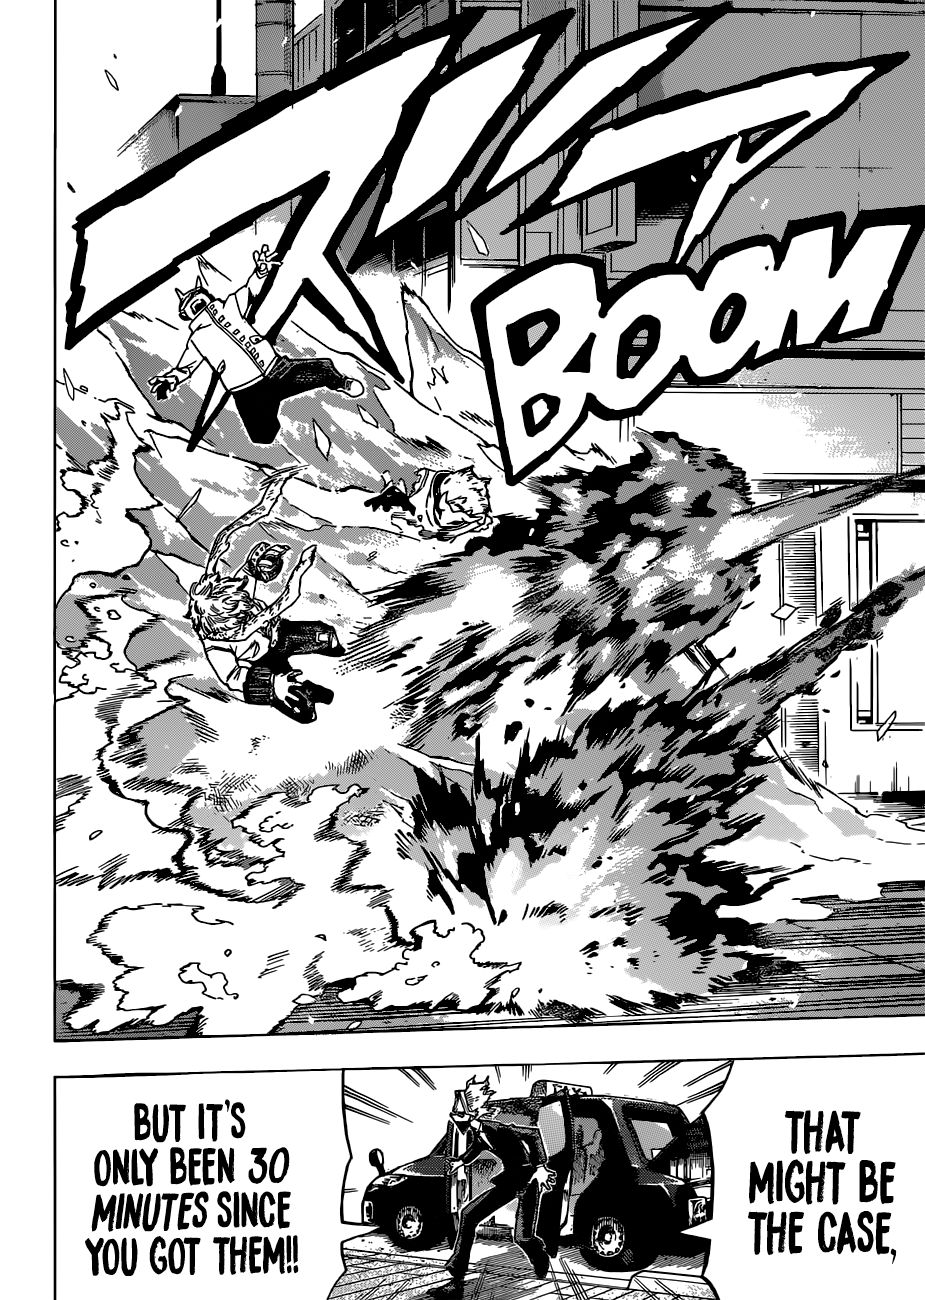 BOOM
THAT
MIGHT BE
THE CASE,
BUT IT'S
ONLY BEEN 30
MINUTES SINCE
YOU GOT THEM!!